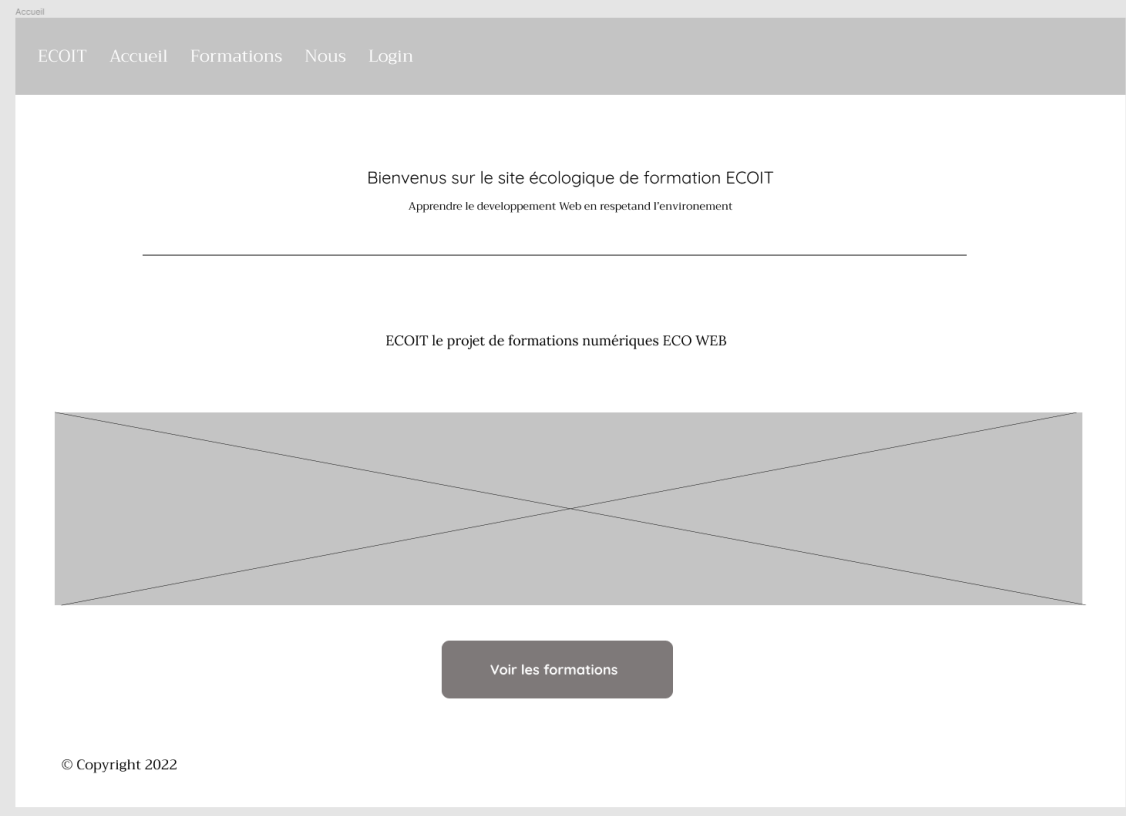 Accueil
ECOIT Accueil Formations Nous Login
Bienvenus sur le site écologique de formation ECOIT
Apprendre le developpement Web en respetand l'environement
ECOIT le projet de formations numériques ECO WEB
Voir les formations
© Copyright 2022